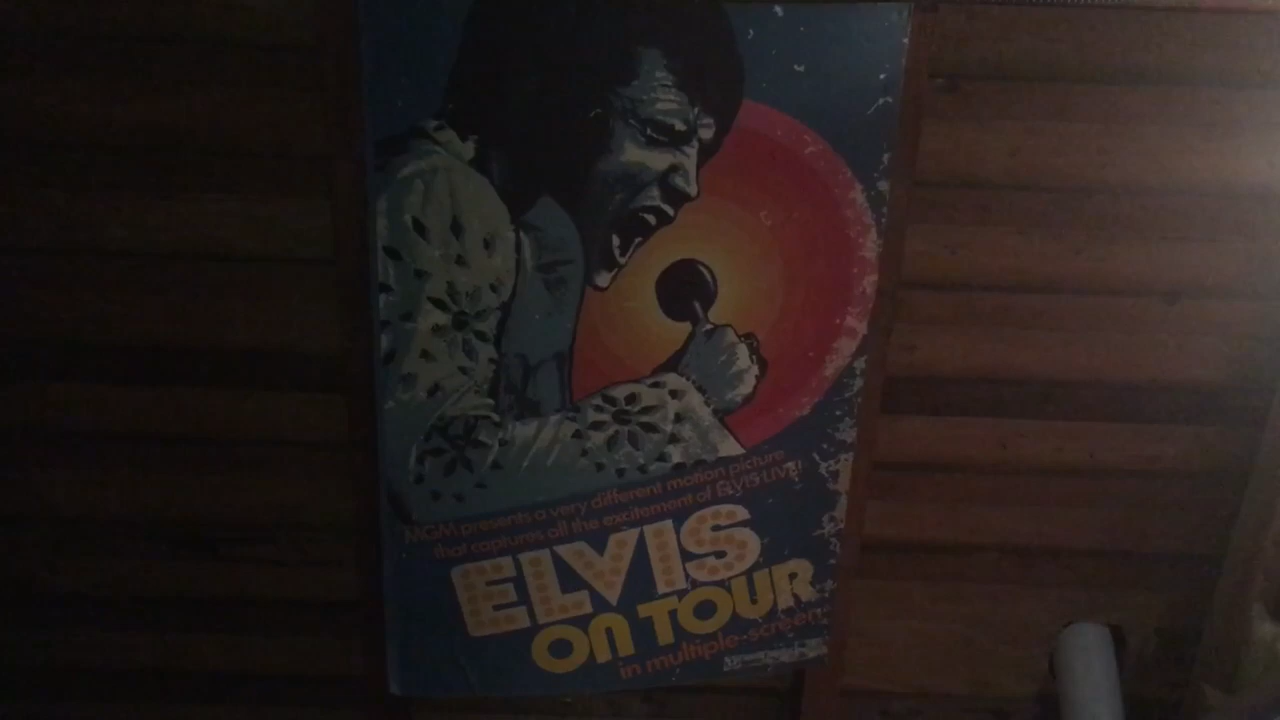 MGM presents a very different motion picture
that captures all the excitement of ELVIS LIVE!
ELVIS
ON TOUR
in multiple-screen